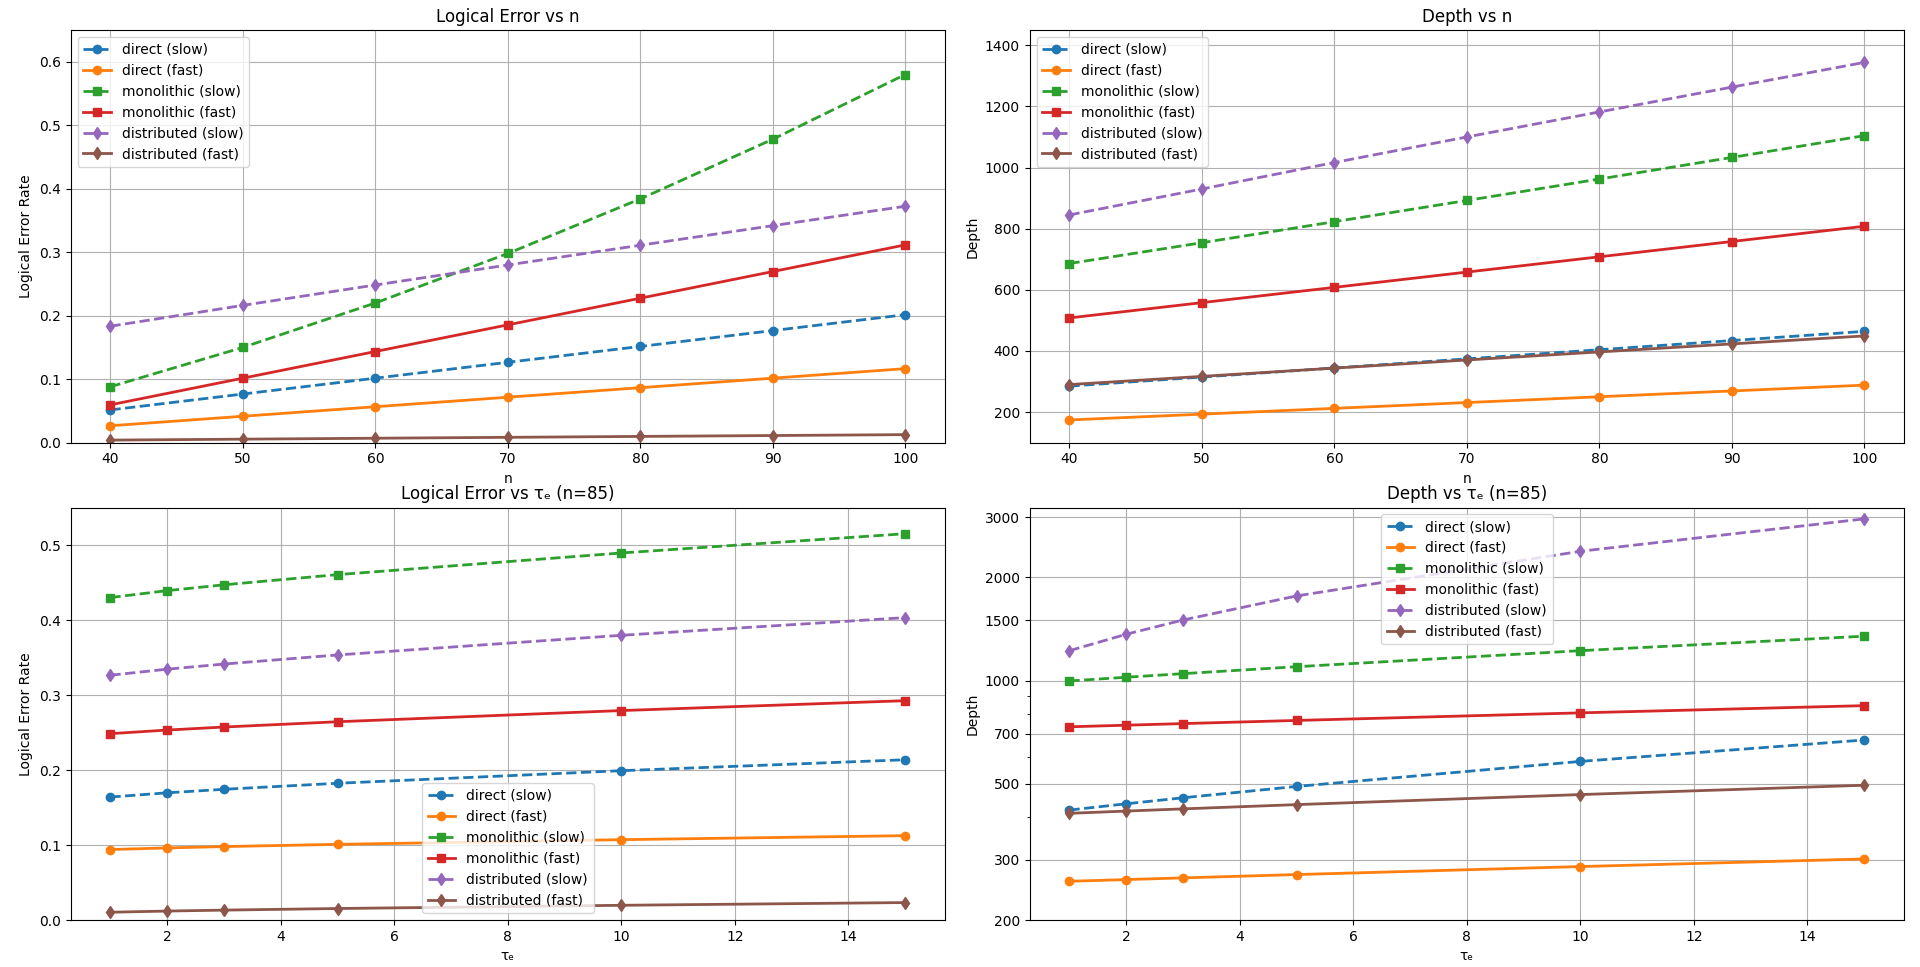 Logical Error vs n
Logical Error Rate
0.6
0.5
0.4
0.3
0.2
0.1
0.0
direct (slow)
direct (fast)
monolithic (slow)
monolithic (fast)
distributed (slow)
distributed (fast)
40 50 60 70 80 90 100
n
Depth vs n
Depth
1400
1200
1000
800
600
400
200
direct (slow)
direct (fast)
monolithic (slow)
monolithic (fast)
distributed (slow)
distributed (fast)
40 50 60 70 80 90 100
n
Logical Error vs τₑ (n=85)
Logical Error Rate
0.5
0.4
0.3
0.2
0.1
0.0
direct (slow)
direct (fast)
monolithic (slow)
monolithic (fast)
distributed (slow)
distributed (fast)
2 4 6 8 10 12 14
τₑ
Depth vs τₑ (n=85)
Depth
3000
2000
1500
1000
700
500
300
200
direct (slow)
direct (fast)
monolithic (slow)
monolithic (fast)
distributed (slow)
distributed (fast)
2 4 6 8 10 12 14
τₑ